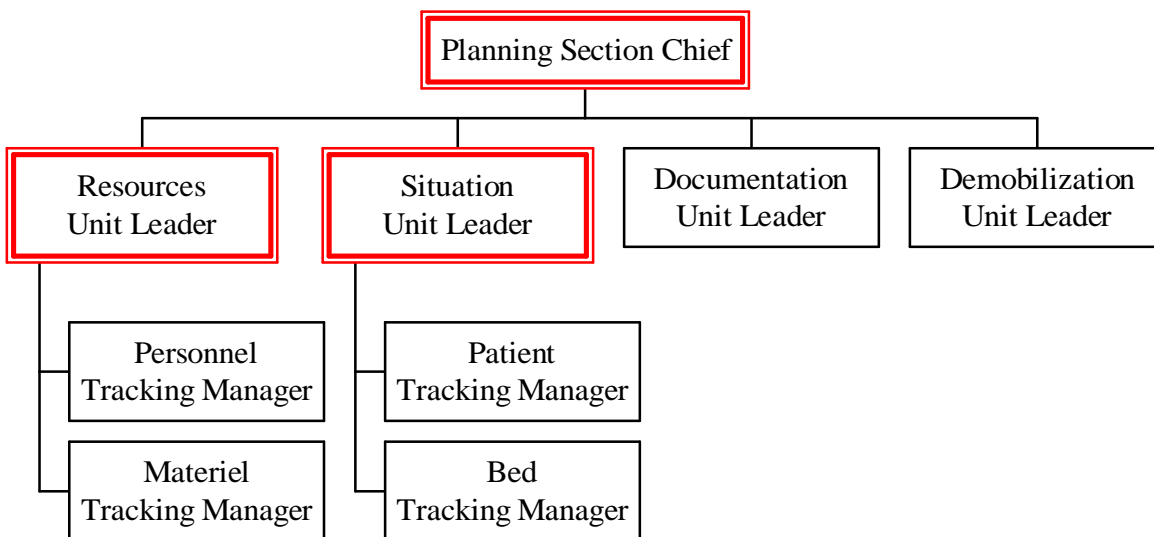 Planning Section Chief
Resources
Unit Leader
Situation
Unit Leader
Documentation
Unit Leader
Demobilization
Unit Leader
Personnel
Tracking Manager
Patient
Tracking Manager
Materiel
Tracking Manager
Bed
Tracking Manager